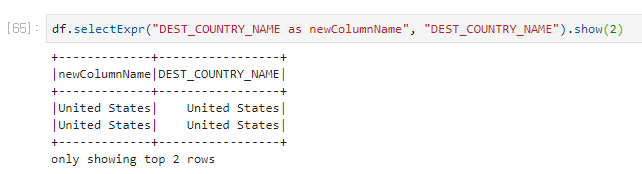 [65]: df.selectExpr("DEST_COUNTRY_NAME as newColumnName", "DEST_COUNTRY_NAME").show(2)
+-------------+-----------------+
|newColumnName|DEST_COUNTRY_NAME|
+-------------+-----------------+
|United States|    United States|
|United States|    United States|
+-------------+-----------------+
only showing top 2 rows